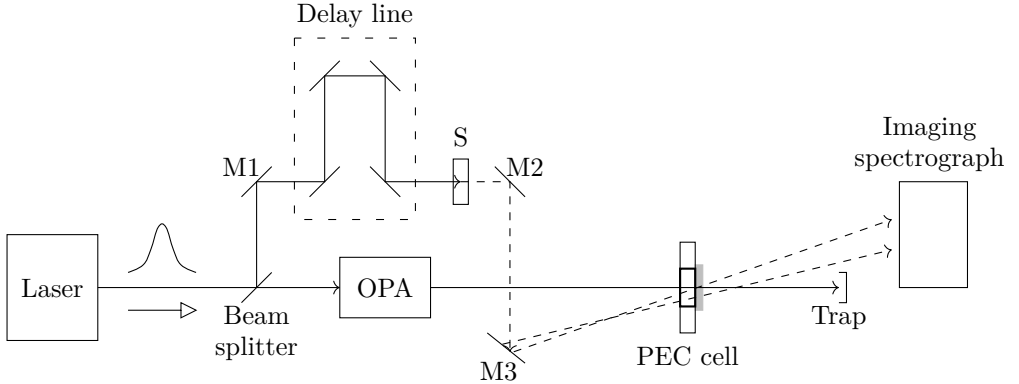 Delay line
S
M1
M2
Imaging
spectrograph
Laser
OPA
Beam
splitter
Trap
PEC cell
M3